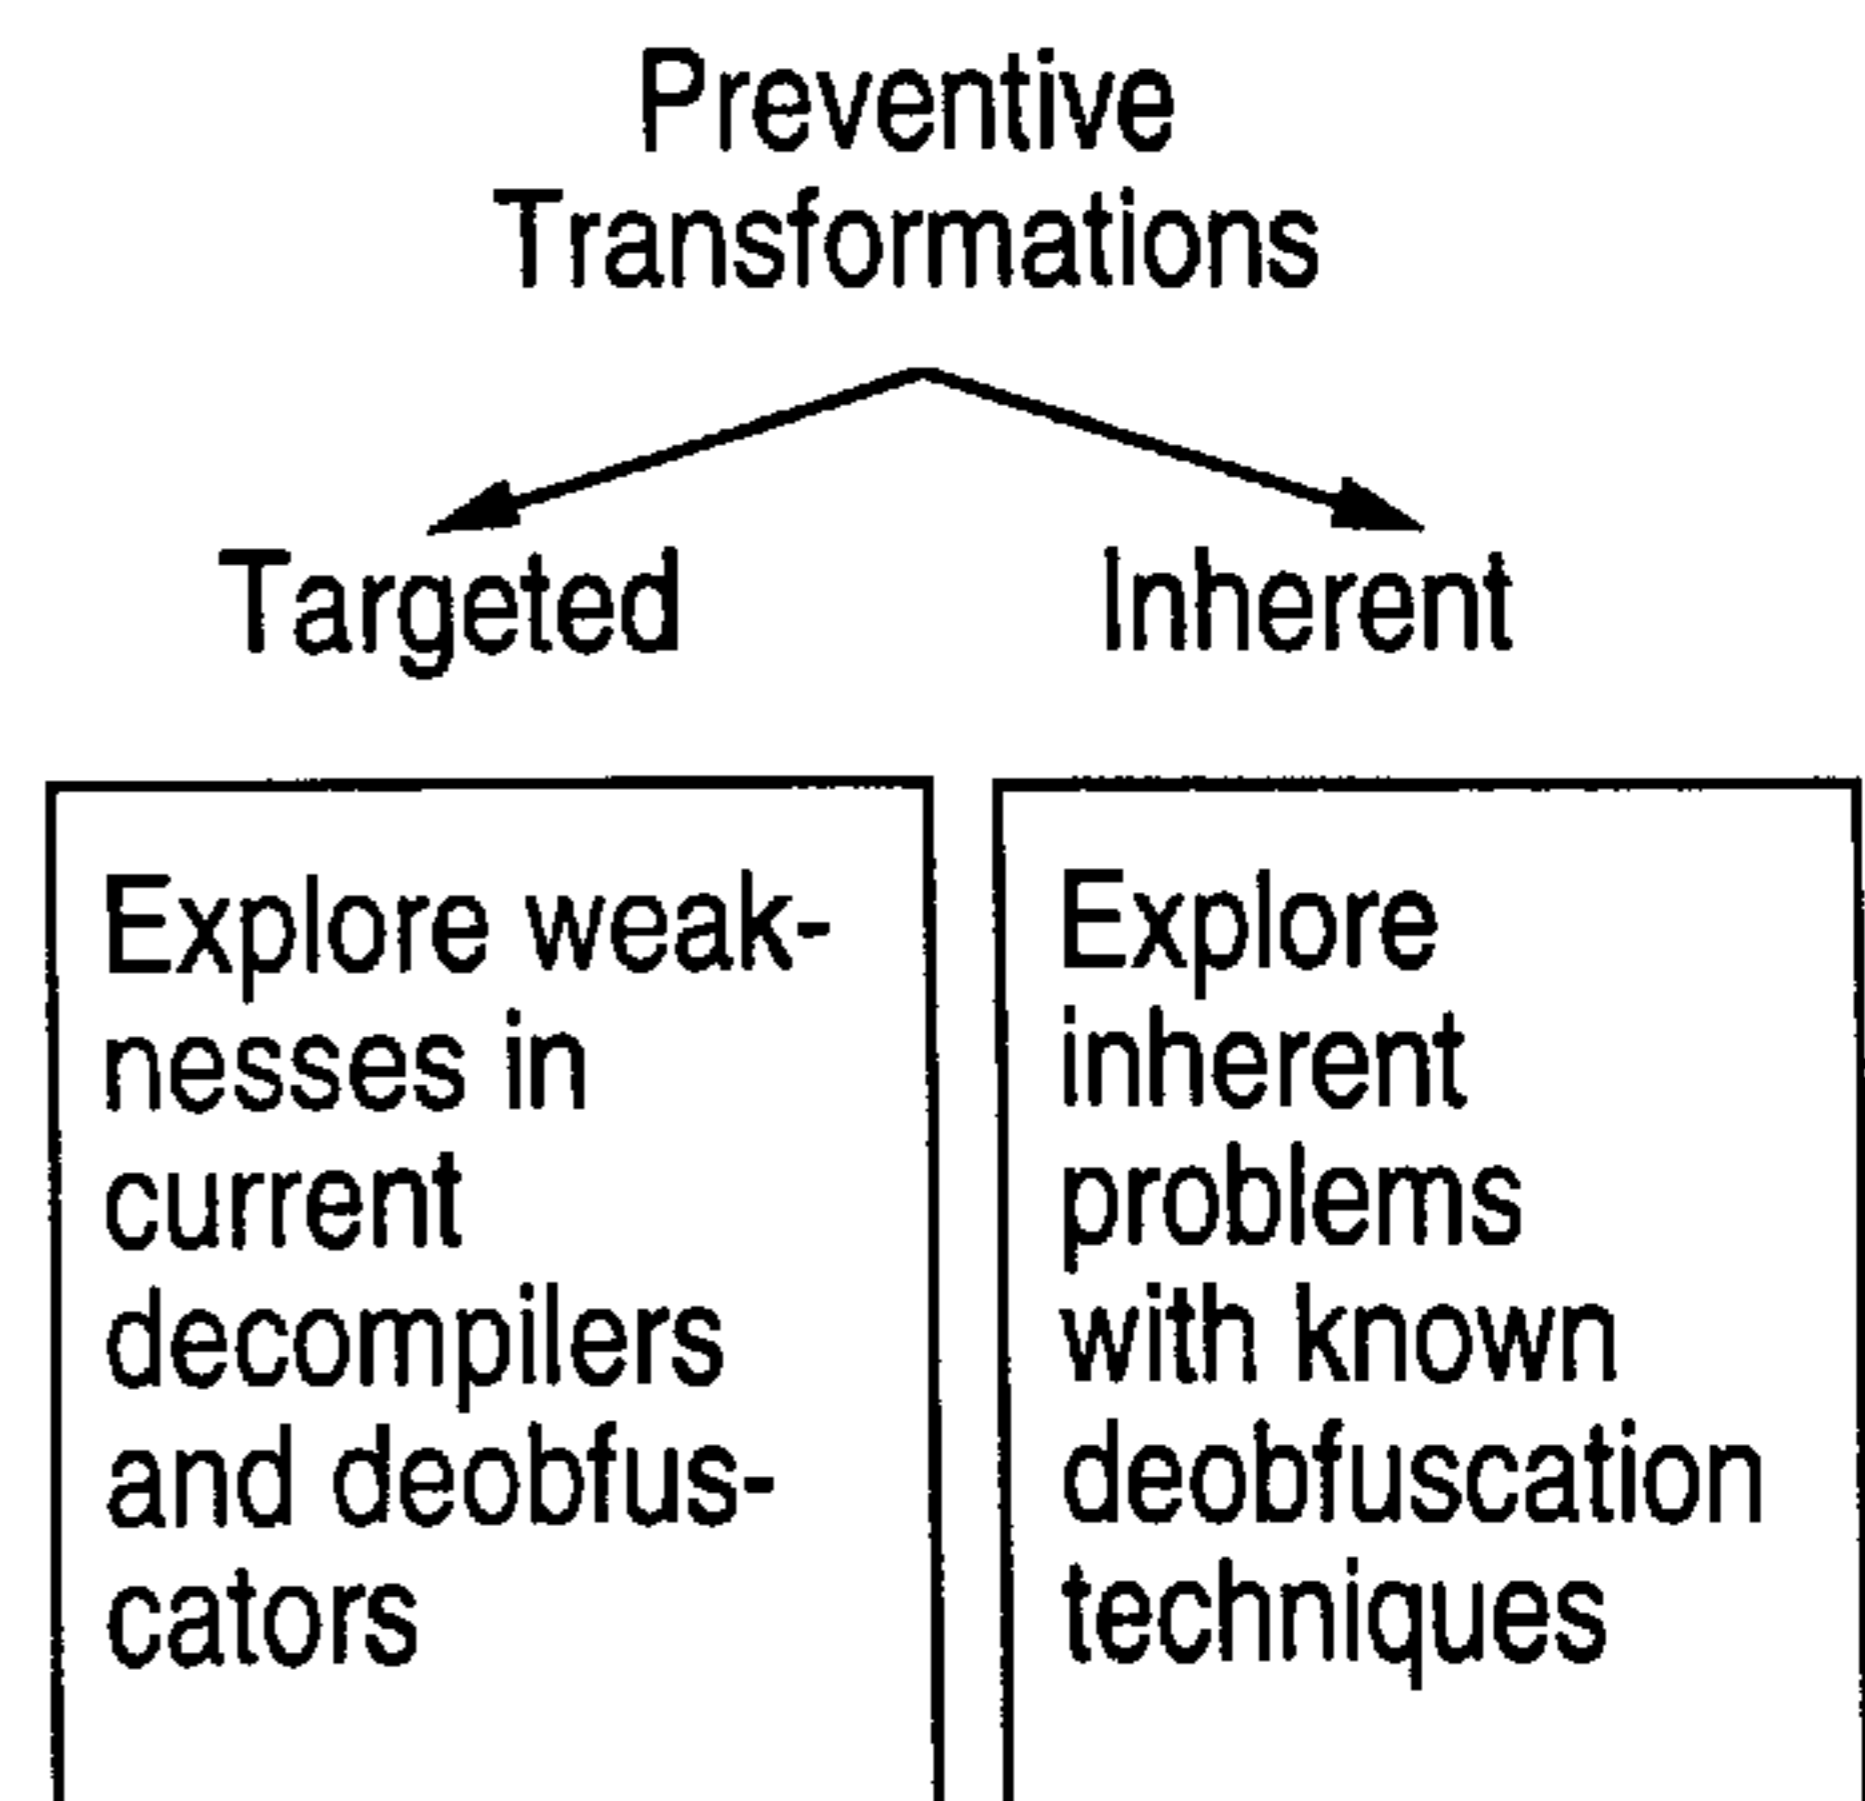 Preventive
Transformations
Targeted
Inherent
Explore weak-
nesses in
current
decompilers
and deobfus-
cators
Explore
inherent
problems
with known
deobfuscation
techniques